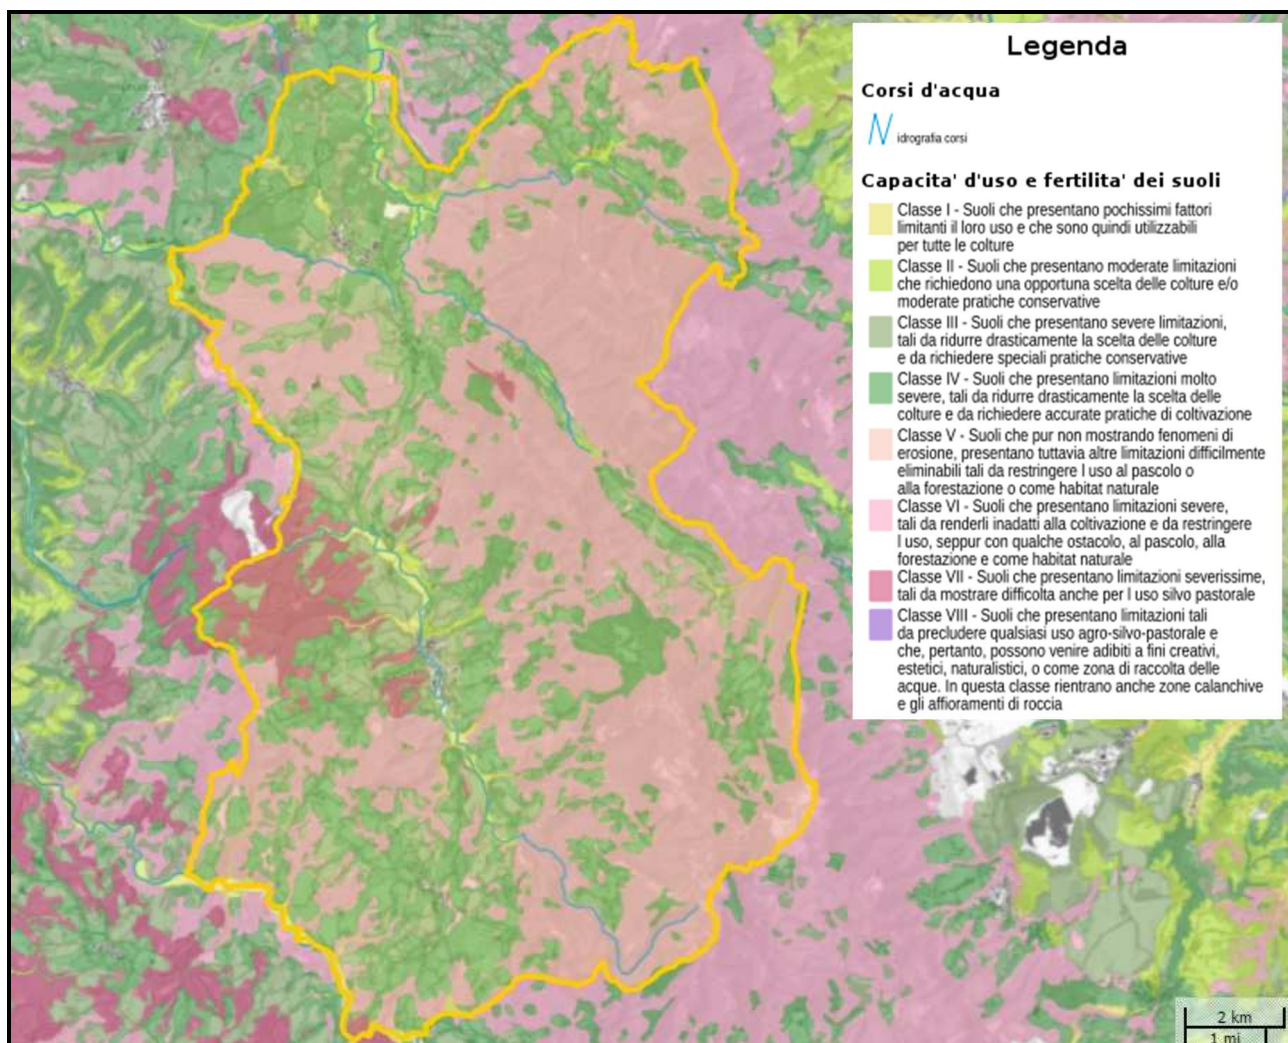 Legenda
Corsi d'acqua
idrografia corsi
Capacita' d'uso e fertilita' dei suoli
Classe I - Suoli che presentano pochissimi fattori
limitanti il loro uso e che sono quindi utilizzabili
per tutte le colture
Classe II - Suoli che presentano moderate limitazioni
che richiedono una opportuna scelta delle colture e/o
moderate pratiche conservative
Classe III - Suoli che presentano severe limitazioni,
tali da ridurre drasticamente la scelta delle colture
e da richiedere speciali pratiche conservative
Classe IV - Suoli che presentano limitazioni molto
severe, tali da ridurre drasticamente la scelta delle
colture e da richiedere accurate pratiche di coltivazione
Classe V - Suoli che pur non mostrando fenomeni di
erosione, presentano tuttavia altre limitazioni difficilmente
eliminabili tali da restringere l uso al pascolo o
alla forestazione o come habitat naturale
Classe VI - Suoli che presentano limitazioni severe,
tali da renderli inadatti alla coltivazione e da restringere
l uso, seppur con qualche ostacolo, al pascolo, alla
forestazione e come habitat naturale
Classe VII - Suoli che presentano limitazioni severissime,
tali da mostrare difficolta anche per l uso silvo pastorale
Classe VIII - Suoli che presentano limitazioni tali
da precludere qualsiasi uso agro-silvo-pastorale e
che, pertanto, possono venire adibiti a fini creativi,
estetici, naturalistici, o come zona di raccolta delle
acque. In questa classe rientrano anche zone calanchive
e gli affioramenti di roccia
2 km
1 mi